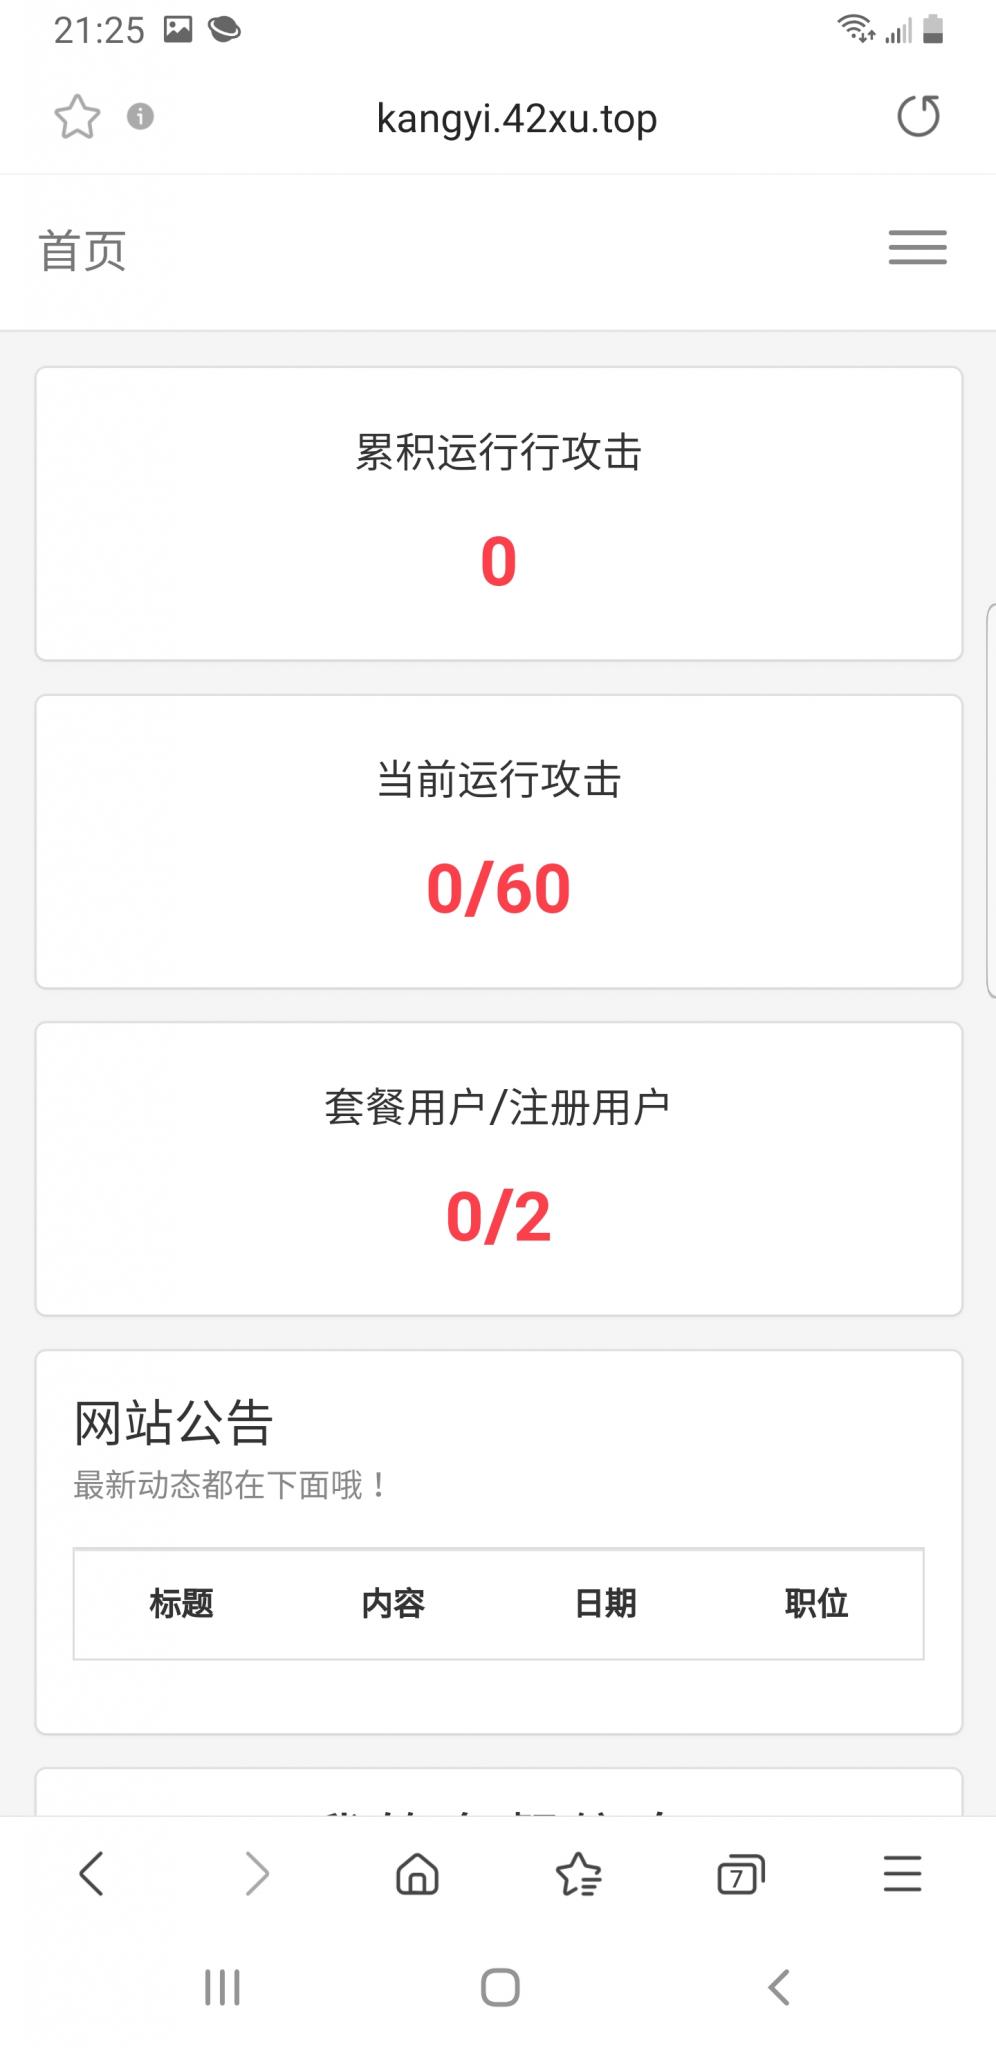 21:25
kangyi.42xu.top
首页
累积运行行攻击
0
当前运行攻击
0/60
套餐用户/注册用户
0/2
网站公告
最新动态都在下面哦！
标题 内容 日期 职位
7